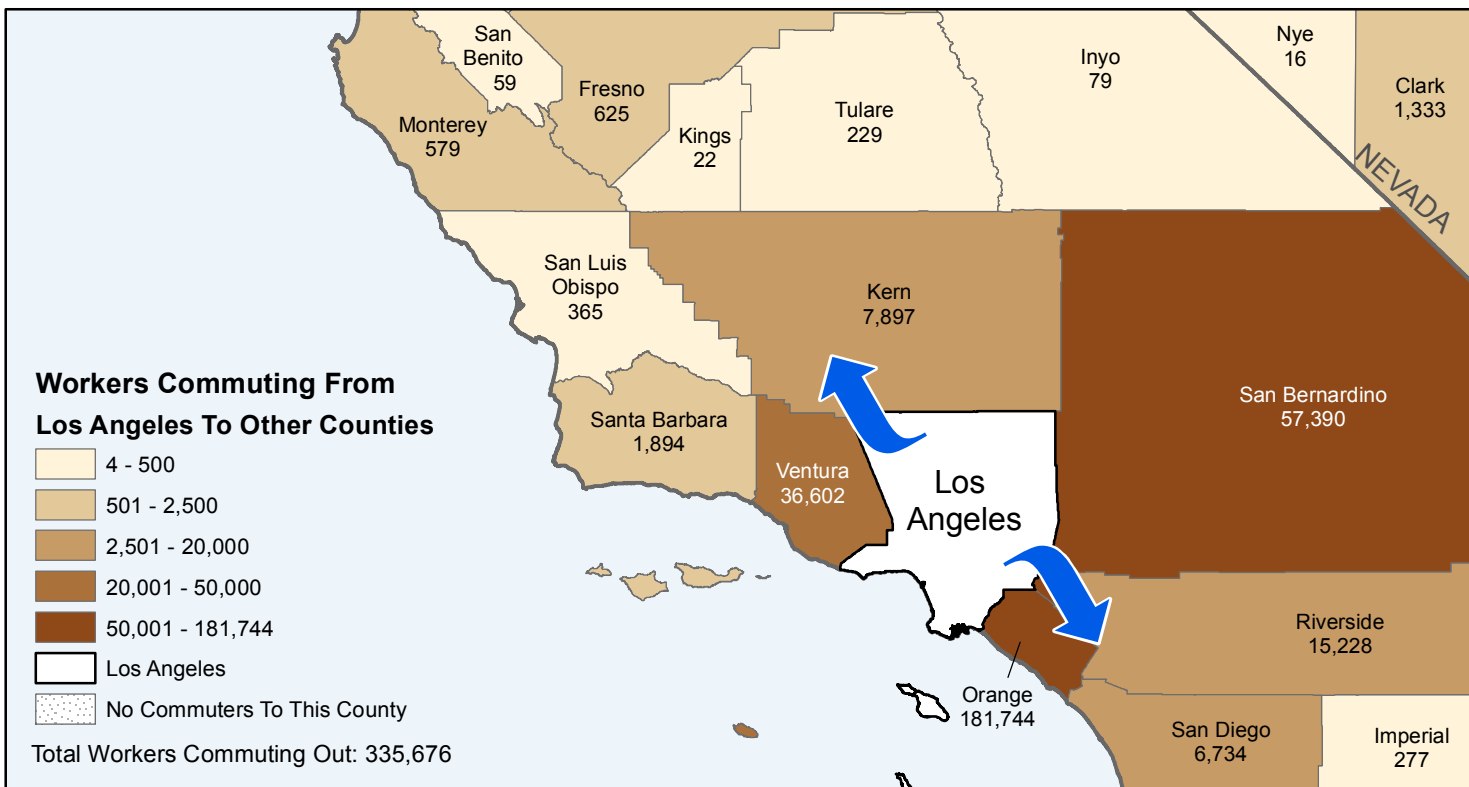 San
Benito
59
Fresno
625
Monterey
579
Kings
22
Tulare
229
Inyo
79
Nye
16
Clark
1,333
NEVADA
San Luis
Obispo
365
Kern
7,897
San Bernardino
57,390
Santa Barbara
1,894
Ventura
36,602
Los
Angeles
Riverside
15,228
Orange
181,744
San Diego
6,734
Imperial
277
Workers Commuting From
Los Angeles To Other Counties
4 - 500
501 - 2,500
2,501 - 20,000
20,001 - 50,000
50,001 - 181,744
Los Angeles
No Commuters To This County
Total Workers Commuting Out: 335,676